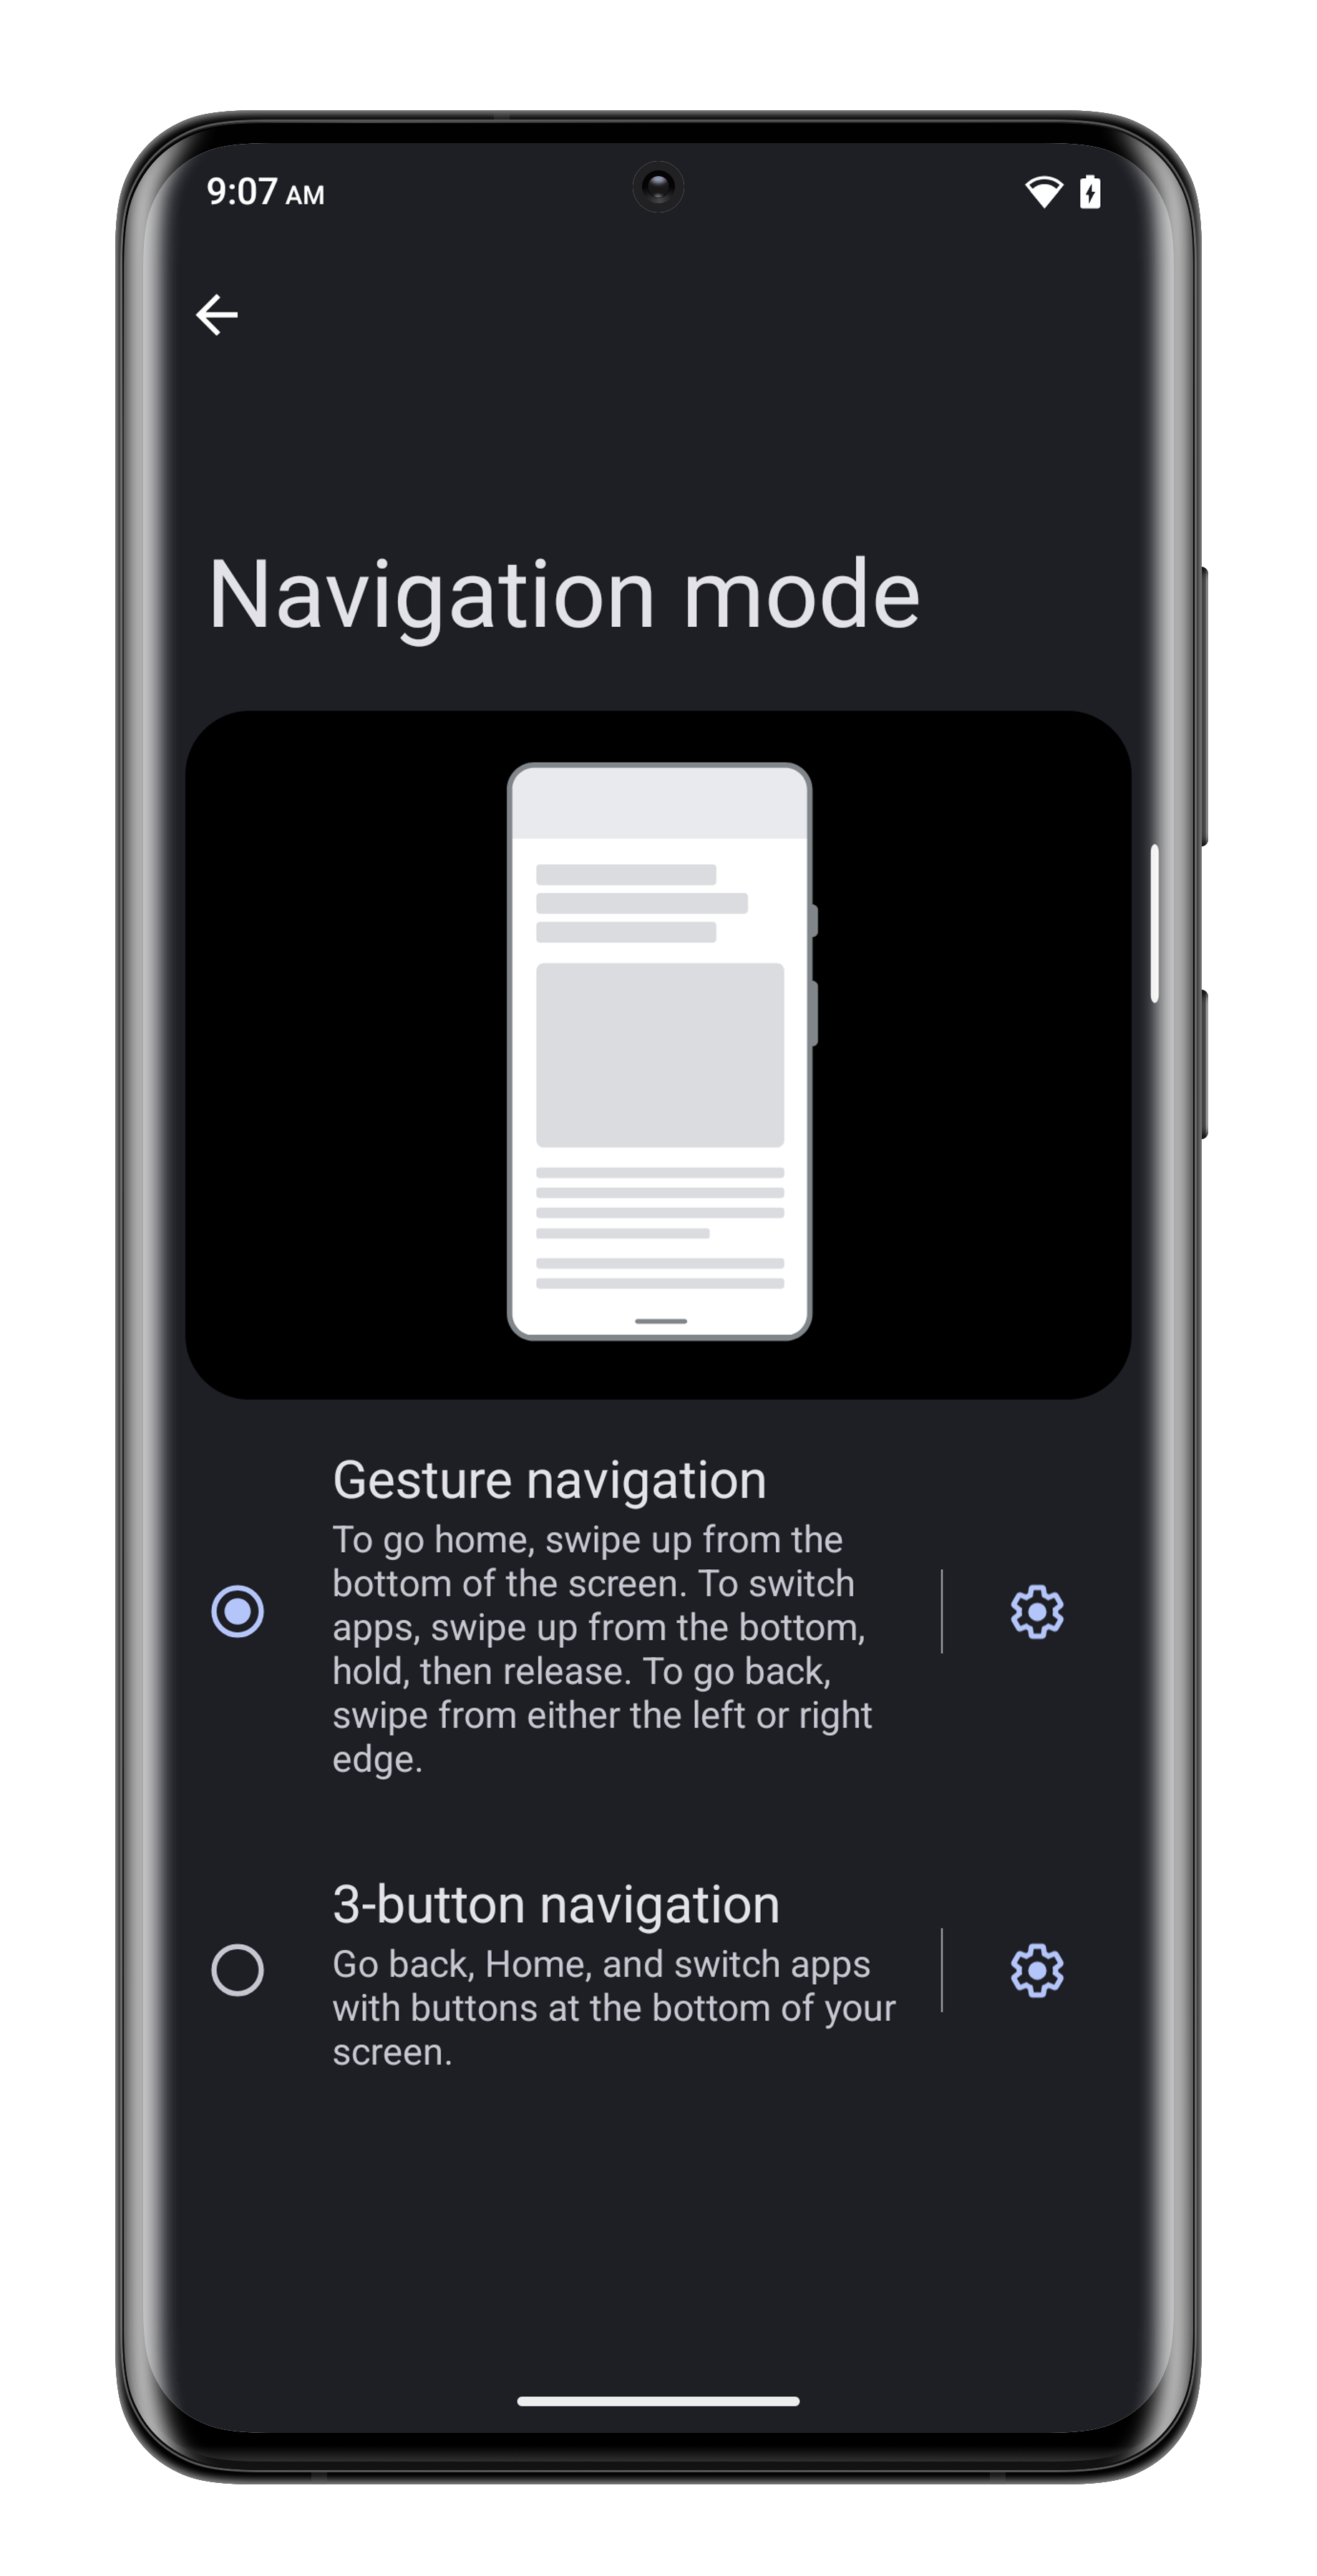 9:07 AM
Navigation mode
Gesture navigation
To go home, swipe up from the
bottom of the screen. To switch
apps, swipe up from the bottom,
hold, then release. To go back,
swipe from either the left or right
edge.
3-button navigation
Go back, Home, and switch apps
with buttons at the bottom of your
screen.